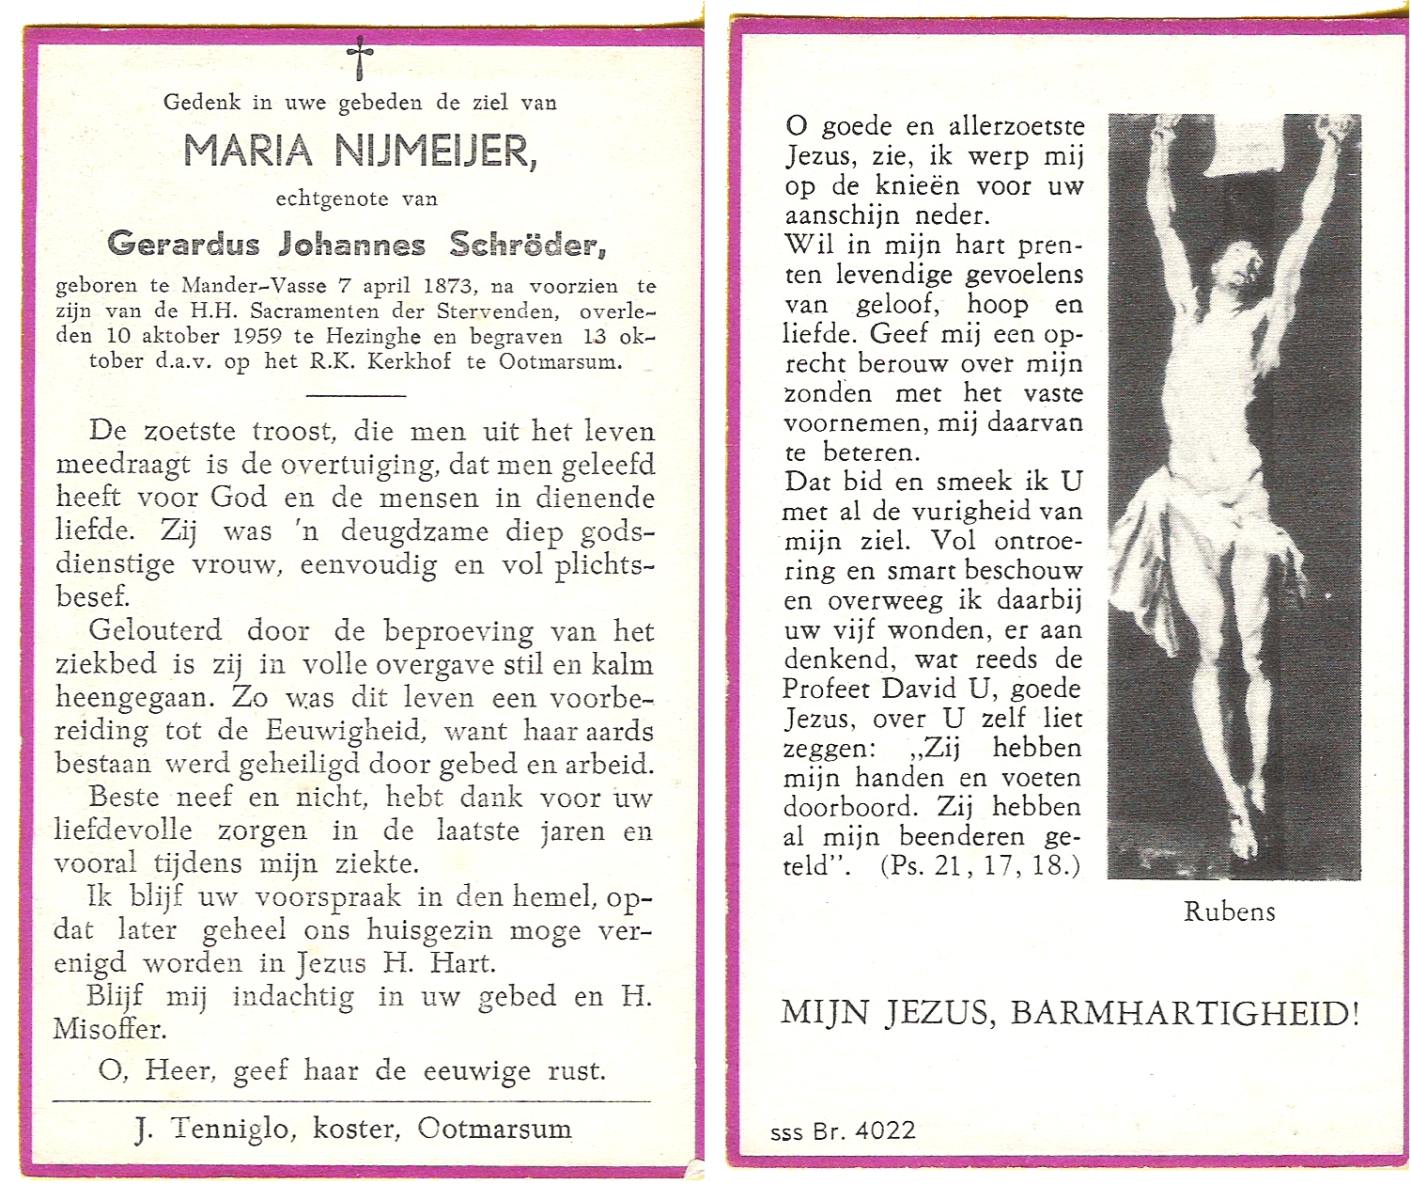 Gedenk in uwe gebeden de ziel van
MARIA NIJMEIJER,
echtgenote van
Gerardus Johannes Schröder,
geboren te Mander-Vasse 7 april 1873, na voorzien te
zijn van de H.H. Sacramenten der Stervenden, overle-
den 10 aktober 1959 te Hezinghe en begraven 13 ok-
tober d.a.v. op het R.K. Kerkhof te Ootmarsum.
De zoetste troost, die men uit het leven
meedraagt is de overtuiging, dat men geleefd
heeft voor God en de mensen in dienende
liefde. Zij was 'n deugdzame diep gods-
dienstige vrouw, eenvoudig en vol plichts-
besef.
Gelouterd door de beproeving van het
ziekbed is zij in volle overgave stil en kalm
heengegaan. Zo was dit leven een voorbe-
reiding tot de Eeuwigheid, want haar aards
bestaan werd geheiligd door gebed en arbeid.
Beste neef en nicht, hebt dank voor uw
liefdevolle zorgen in de laatste jaren en
vooral tijdens mijn ziekte.
Ik blijf uw voorspraak in den hemel, op-
dat later geheel ons huisgezin moge ver-
enigd worden in Jezus H. Hart.
Blijf mij indachtig in uw gebed en H.
Misoffer.
O, Heer, geef haar de eeuwige rust.
J. Tenniglo, koster, Ootmarsum
O goede en allerzoetste
Jezus, zie, ik werp mij
op de knieën voor uw
aanschijn neder.
Wil in mijn hart pren-
ten levendige gevoelens
van geloof, hoop en
liefde. Geef mij een op-
recht berouw over mijn
zonden met het vaste
voornemen, mij daarvan
te beteren.
Dat bid en smeek ik U
met al de vurigheid van
mijn ziel. Vol ontroe-
ring en smart beschouw
en overweeg ik daarbij
uw vijf wonden, er aan
denkend, wat reeds de
Profeet David U, goede
Jezus, over U zelf liet
zeggen: „Zij hebben
mijn handen en voeten
doorboord. Zij hebben
al mijn beenderen ge-
teld”. (Ps. 21, 17, 18.)
Rubens
MIJN JEZUS, BARMHARTIGHEID!
sss Br. 4022